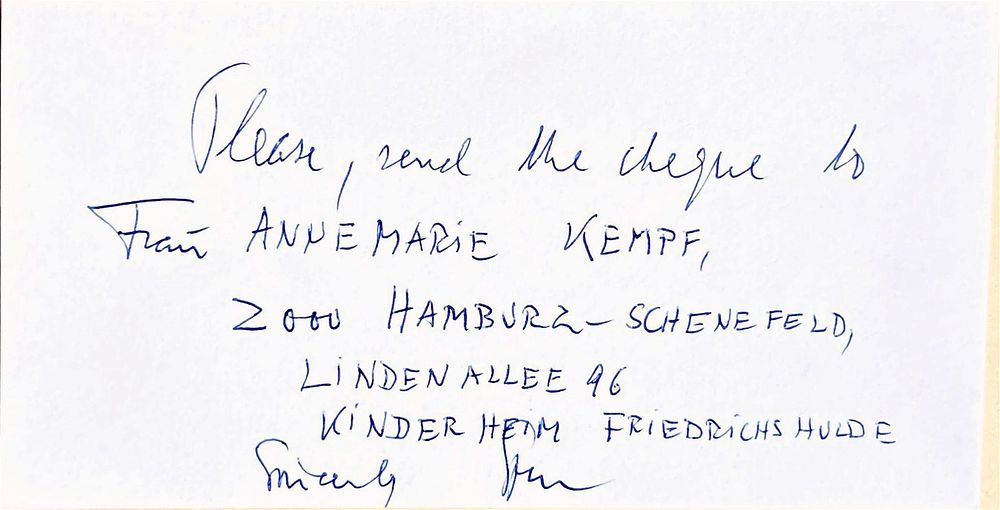 Please, send the cheque to
Frau ANNEMARIE KEMPF,
2000 HAMBURG-SCHENEFELD,
LINDENALLEE 96
KINDERHEIM FRIEDRICHSHULDE
Sincerely